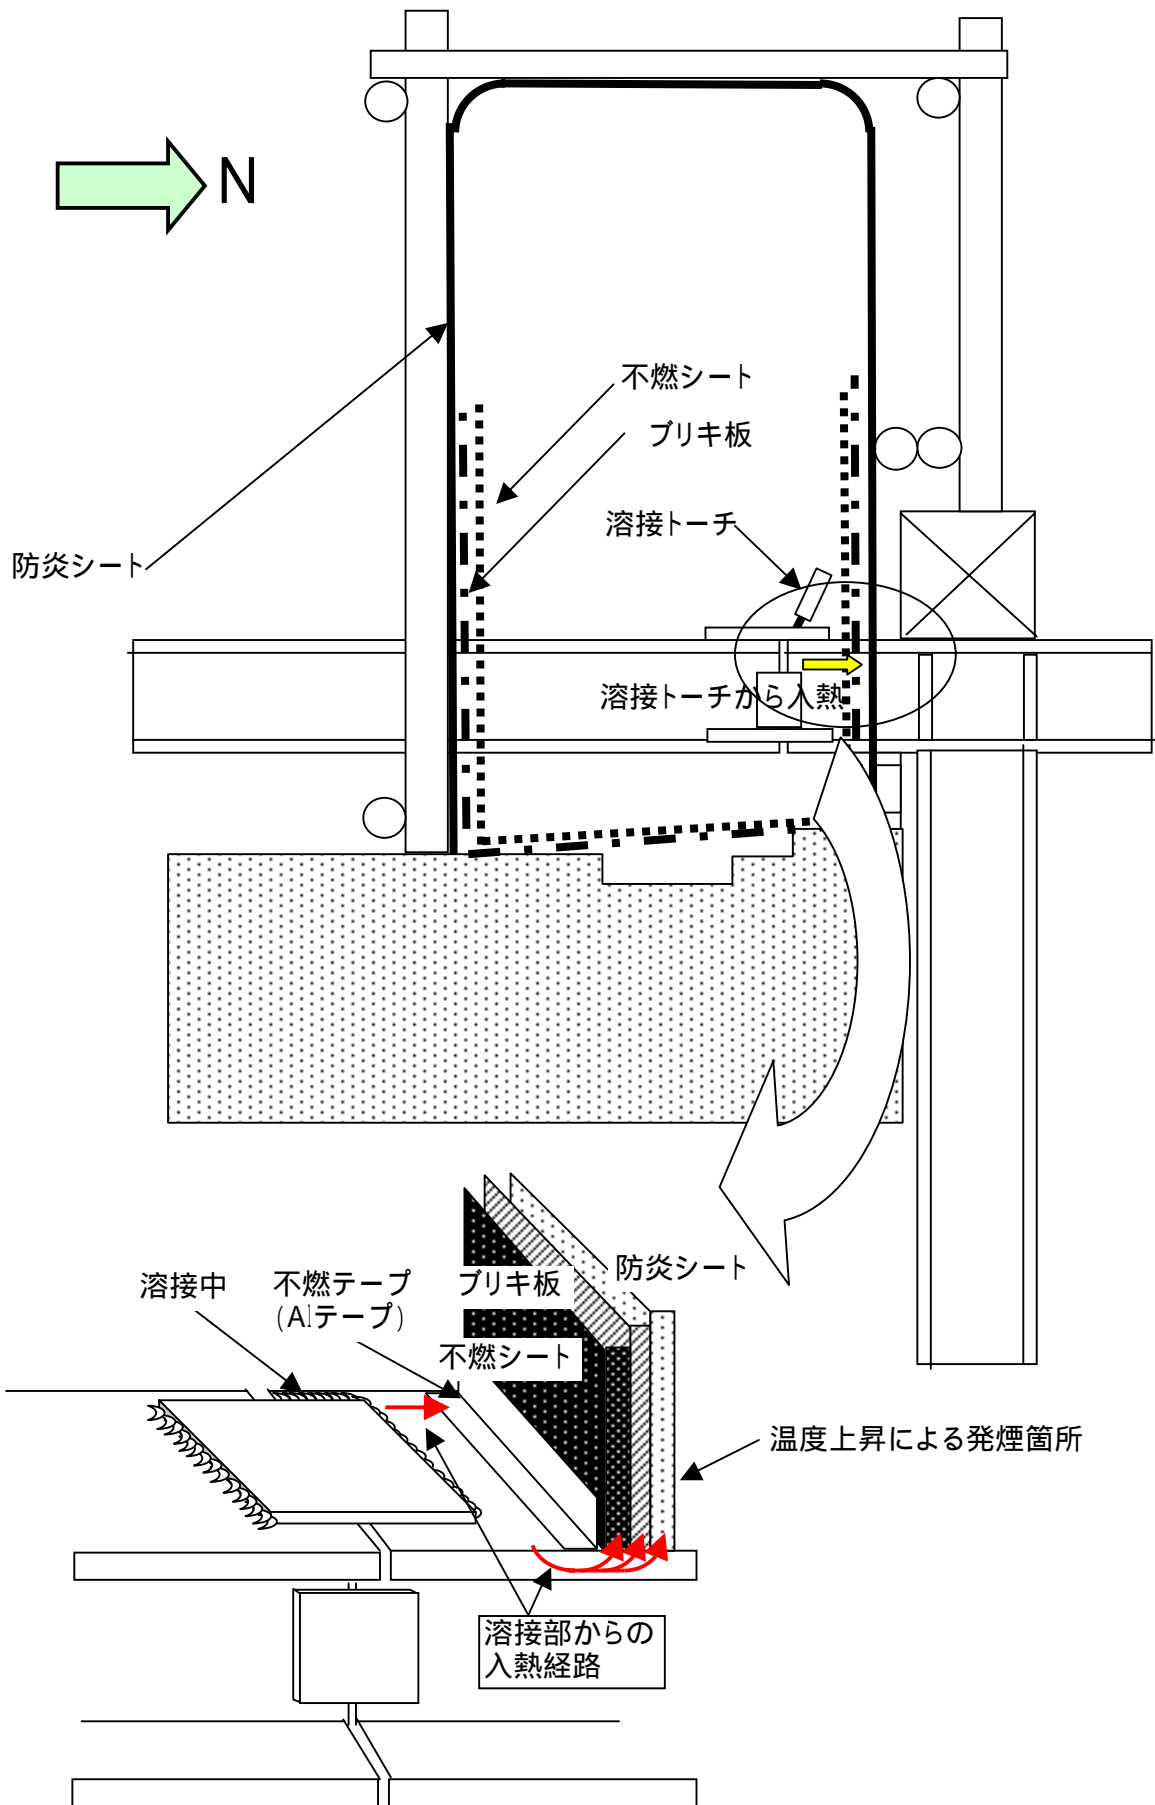 N
不燃シート
ブリキ板
溶接トーチ
防炎シート
溶接トーチから入熱
防炎シート
溶接中
不燃テープ
(Alテープ)
ブリキ板
不燃シート
温度上昇による発煙箇所
溶接部からの
入熱経路